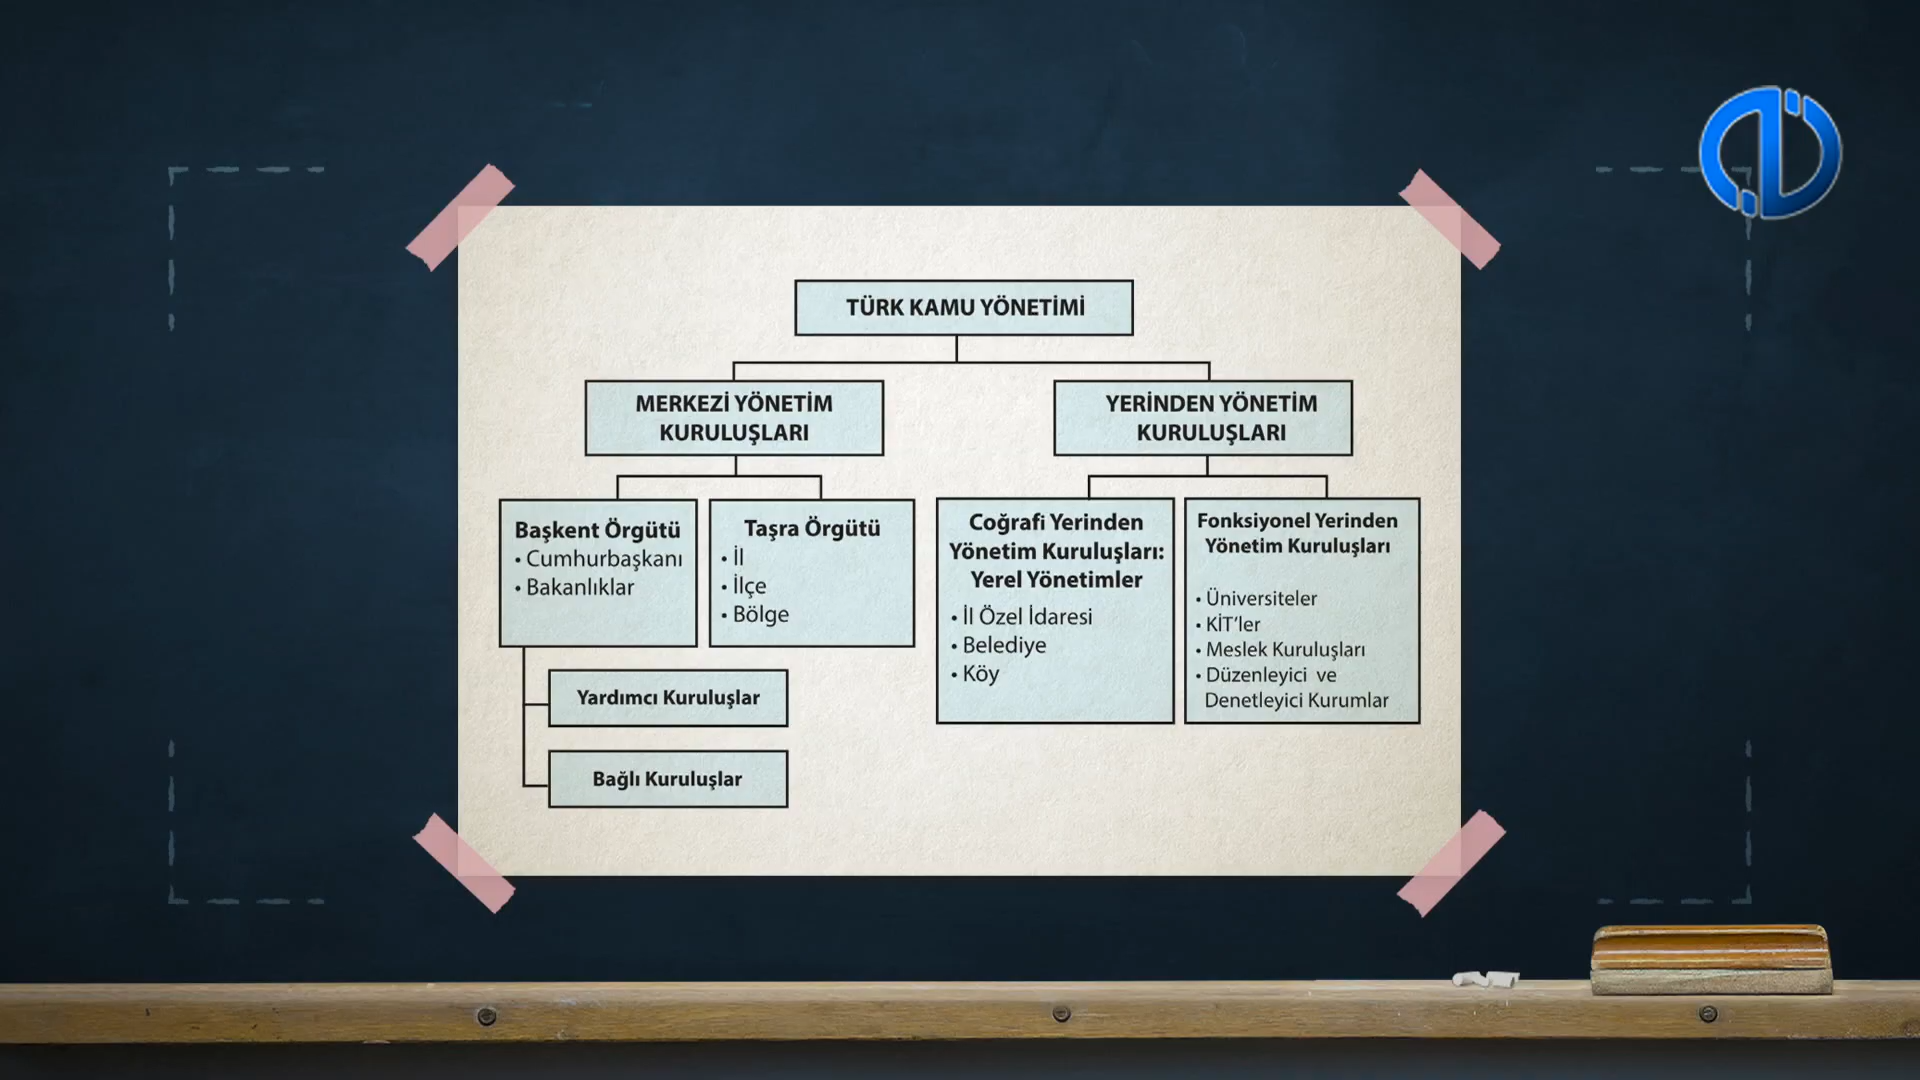 TÜRK KAMU YÖNETİMİ
MERKEZİ YÖNETİM
KURULUŞLARI
YERİNDEN YÖNETİM
KURULUŞLARI
Başkent Örgütü
• Cumhurbaşkanı
• Bakanlıklar
Taşra Örgütü
• İl
• İlçe
• Bölge
Coğrafi Yerinden
Yönetim Kuruluşları:
Yerel Yönetimler
• İl Özel İdaresi
• Belediye
• Köy
Fonksiyonel Yerinden
Yönetim Kuruluşları
• Üniversiteler
• KİT'ler
• Meslek Kuruluşları
• Düzenleyici ve
Denetleyici Kurumlar
Yardımcı Kuruluşlar
Bağlı Kuruluşlar